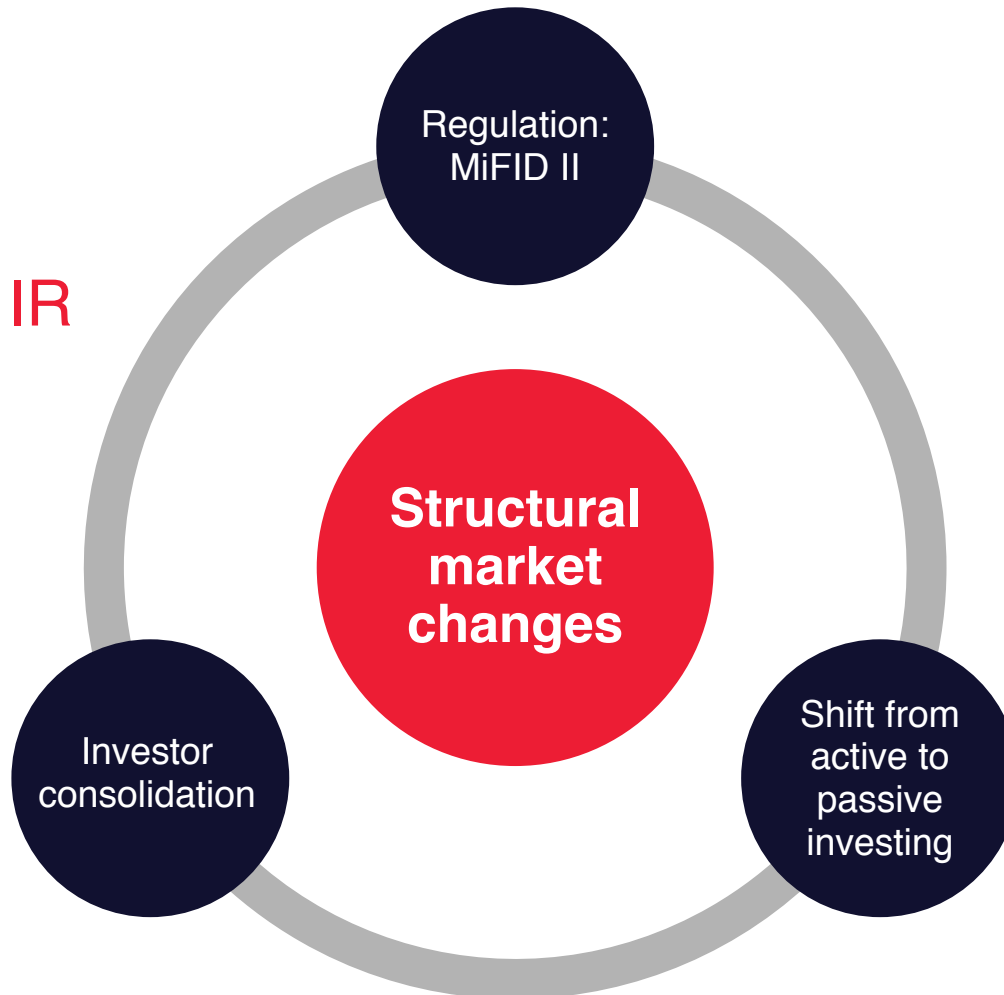 Regulation:
MiFID II
IR
Structural
market
changes
Investor
consolidation
Shift from
active to
passive
investing